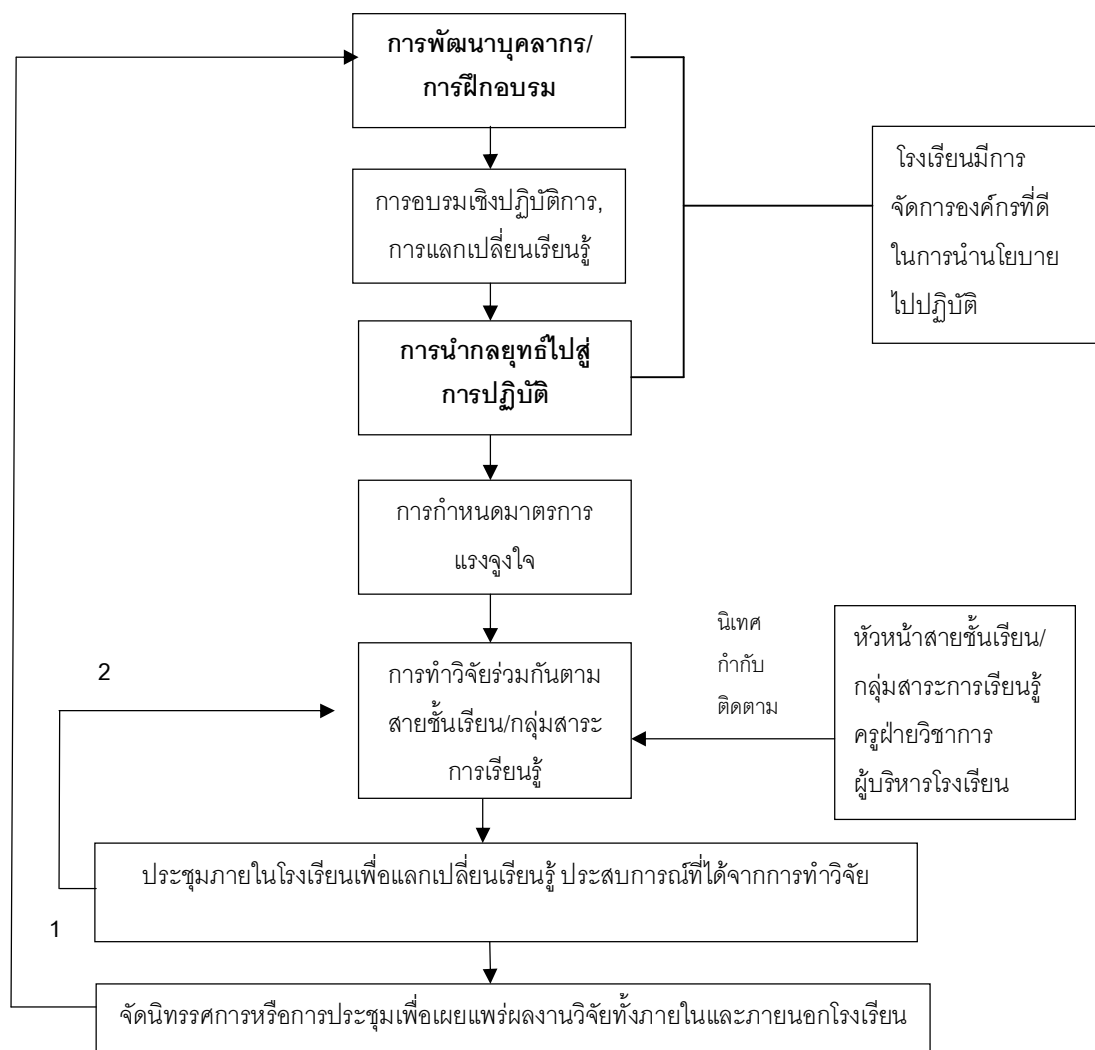 การพัฒนาบุคลากร/
การฝึกอบรม
การอบรมเชิงปฏิบัติการ,
การแลกเปลี่ยนเรียนรู้
โรงเรียนมีการ
จัดการองค์กรที่ดี
ในการนำนโยบาย
ไปปฏิบัติ
การนำกลยุทธ์ไปสู่
การปฏิบัติ
การกำหนดมาตรการ
แรงจูงใจ
2
การทำวิจัยร่วมกันตาม
สายชั้นเรียน/กลุ่มสาระ
การเรียนรู้
นิเทศ
กำกับ
ติดตาม
หัวหน้าสายชั้นเรียน/
กลุ่มสาระการเรียนรู้
ครูฝ่ายวิชาการ
ผู้บริหารโรงเรียน
ประชุมภายในโรงเรียนเพื่อแลกเปลี่ยนเรียนรู้ ประสบการณ์ที่ได้จากการทำวิจัย
1
จัดนิทรรศการหรือการประชุมเพื่อเผยแพร่ผลงานวิจัยทั้งภายในและภายนอกโรงเรียน